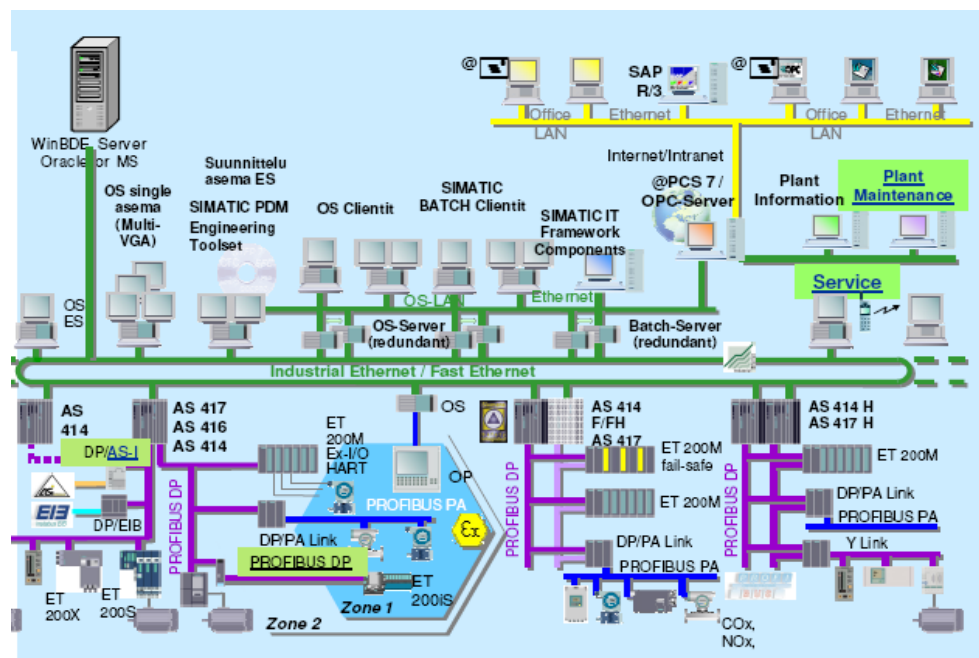 @
SAP
R/3
@
OPC
Office
Ethernet
LAN
Office
Ethernet
LAN
WinBDE Server
Oracle or MS
Internet/Intranet
Suunnittelu
asema ES
OS single
asema
(Multi-
VGA)
SIMATIC PDM
Engineering
Toolset
OS Clientit
SIMATIC
BATCH Clientit
SIMATIC IT
Framework
Components
@PCS 7 /
OPC-Server
Plant
Information
Plant
Maintenance
Service
OS
ES
OS-LAN
Ethernet
OS-Server
(redundant)
Batch-Server
(redundant)
Industrial Ethernet / Fast Ethernet
AS
414
AS 417
AS 416
AS 414
OS
AS 414
F/FH
AS 417
AS 414 H
AS 417 H
DP/AS-I
ET
200M
Ex-I/O
HART
OP
ET 200M
fail-safe
ET 200M
EIB
DP/EIB
PROFIBUS DP
PROFIBUS PA
Ex
ET 200M
PROFIBUS DP
PROFIBUS DP
DP/PA Link
PROFIBUS PA
DP/PA Link
PROFIBUS DP
DP/PA Link
PROFIBUS PA
Y Link
ET
200X
ET
200S
ET
200iS
Zone 1
Zone 2
COx,
NOx,